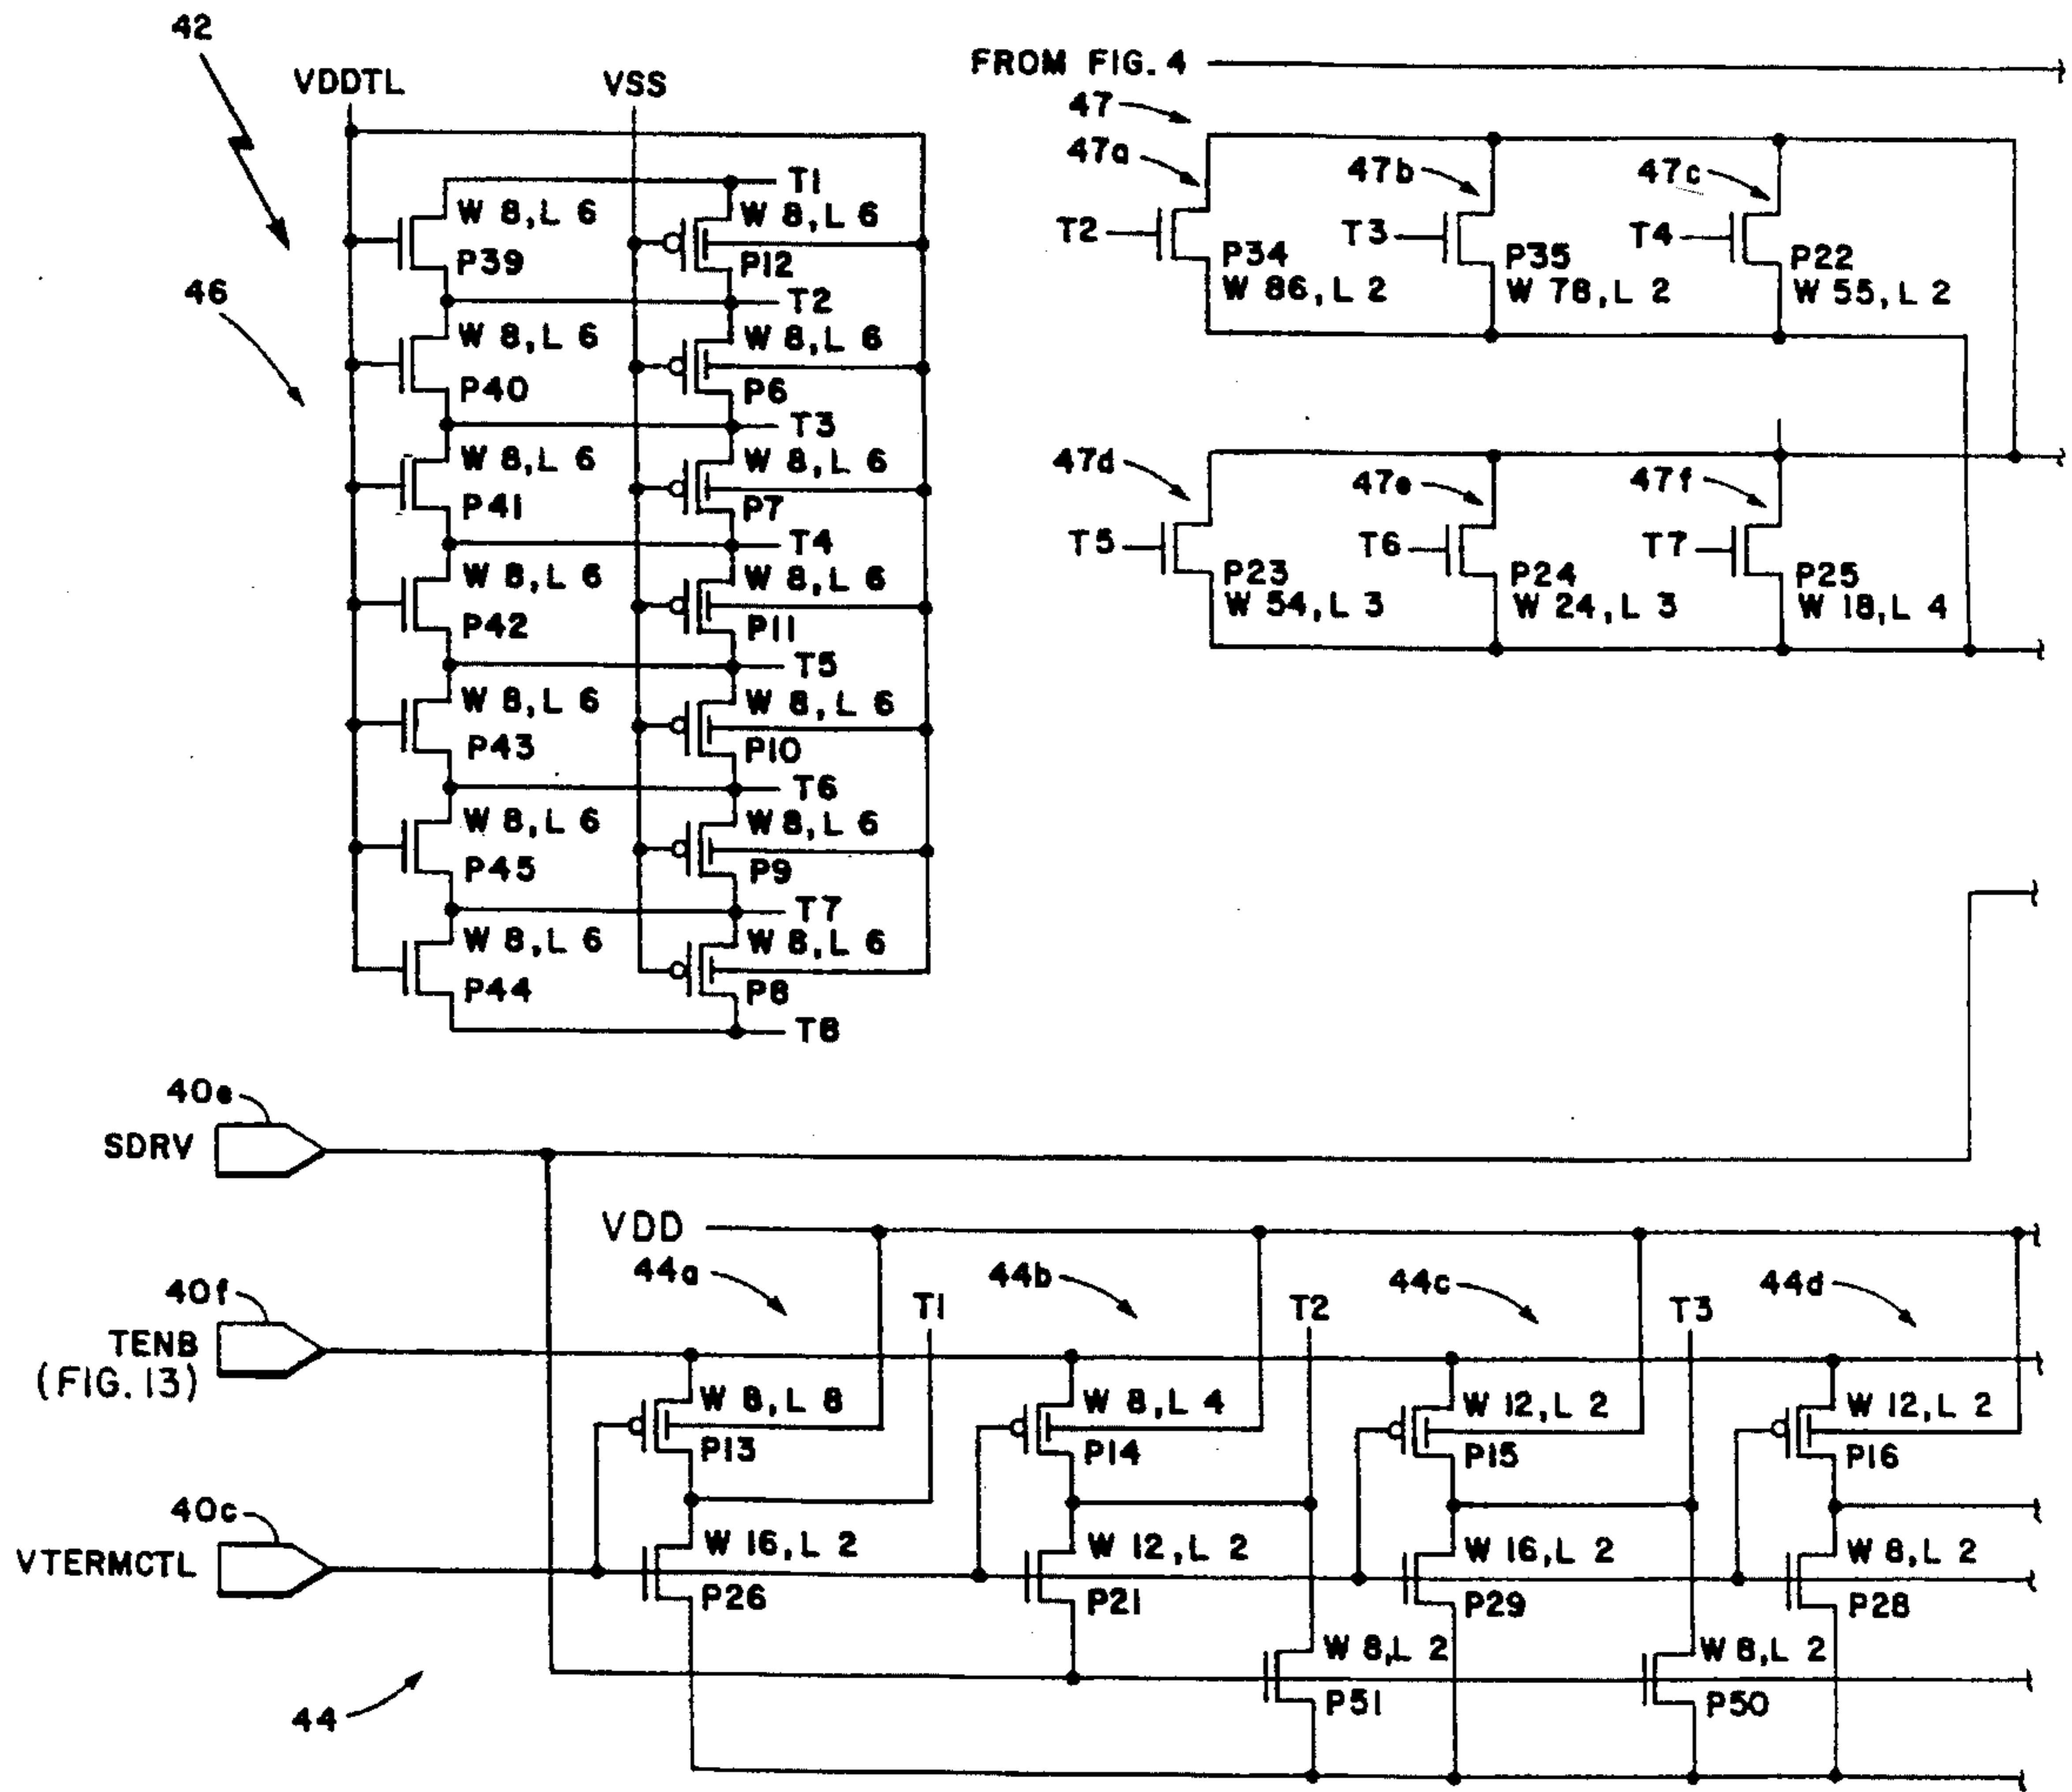 42
VDDTL
VSS
FROM FIG. 4
47
47a
47b
47c
T1
W 8, L 6
W 8, L 6
P39
P12
T2
T3
T4
P34
W 86, L 2
P35
W 78, L 2
P22
W 55, L 2
46
T2
W 8, L 6
W 8, L 6
P40
P6
T3
W 8, L 6
W 8, L 6
P41
P7
47d
47e
47f
T4
T5
T6
T7
W 8, L 6
W 8, L 6
P42
P11
P23
W 54, L 3
P24
W 24, L 3
P25
W 18, L 4
T5
W 8, L 6
W 8, L 6
P43
P10
T6
W 8, L 6
W 8, L 6
P45
P9
T7
W 8, L 6
W 8, L 6
P44
P8
T8
40e
SDRV
VDD
44a
44b
44c
44d
40f
T1
T2
T3
TENB
(FIG. 13)
W 8, L 8
W 8, L 4
W 12, L 2
W 12, L 2
P13
P14
P15
P16
40c
VTERMCTL
W 16, L 2
W 12, L 2
W 16, L 2
W 8, L 2
P26
P21
P29
P28
W 8, L 2
W 8, L 2
P51
P50
44